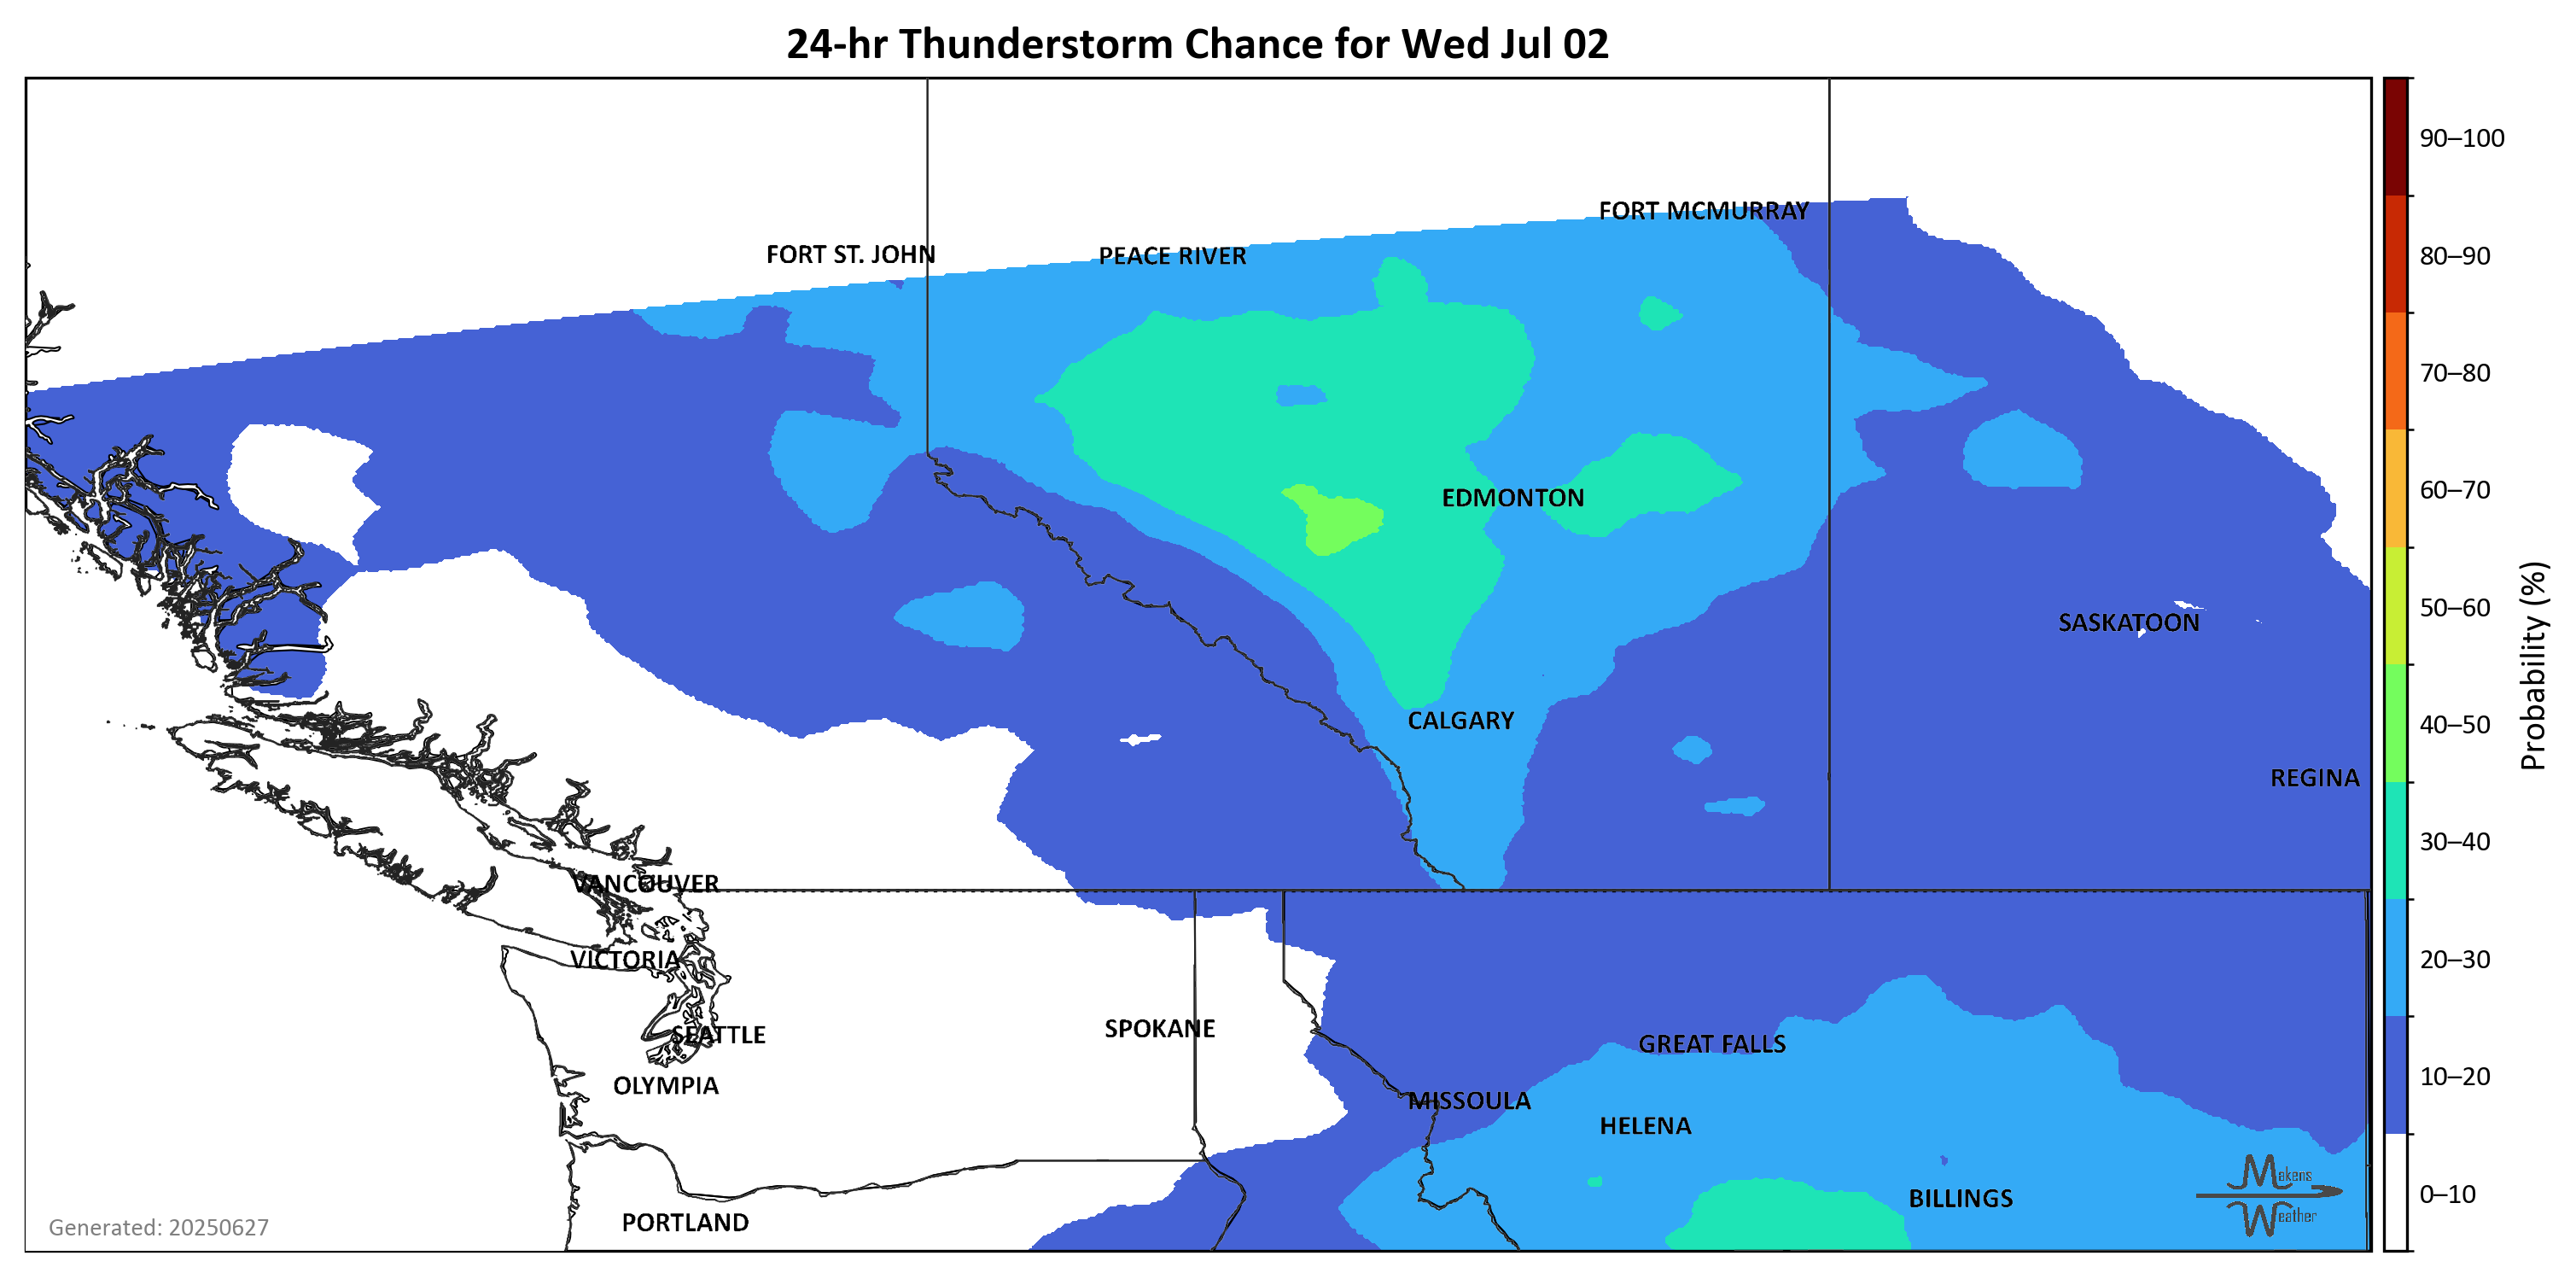 24-hr Thunderstorm Chance for Wed Jul 02
90–100
FORT MCMURRAY
FORT ST. JOHN
PEACE RIVER
80–90
70–80
60–70
EDMONTON
50–60
SASKATOON
Probability (%)
CALGARY
40–50
REGINA
30–40
VANCOUVER
VICTORIA
20–30
SEATTLE
SPOKANE
GREAT FALLS
OLYMPIA
MISSOULA
10–20
HELENA
Makens
Weather
BILLINGS
0–10
PORTLAND
Generated: 20250627